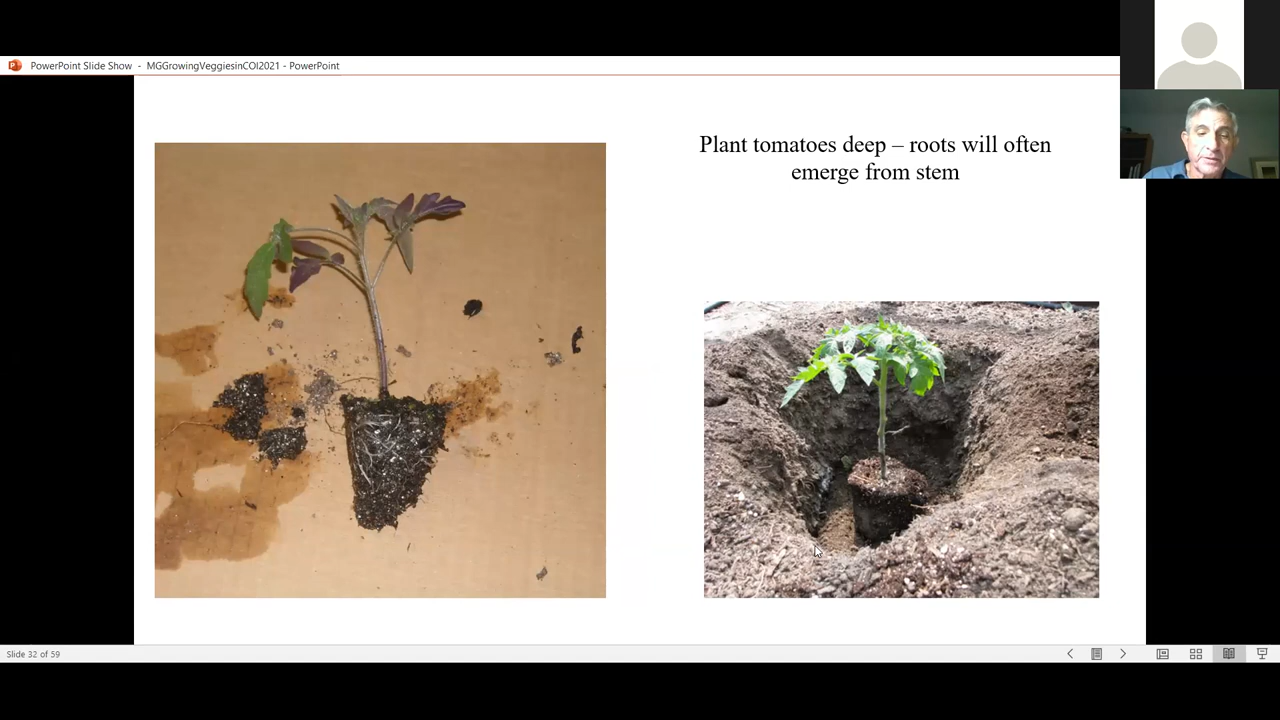 PowerPoint Slide Show - MGGrowingVeggiesinCOI2021 - PowerPoint
Plant tomatoes deep – roots will often
emerge from stem
Slide 32 of 59